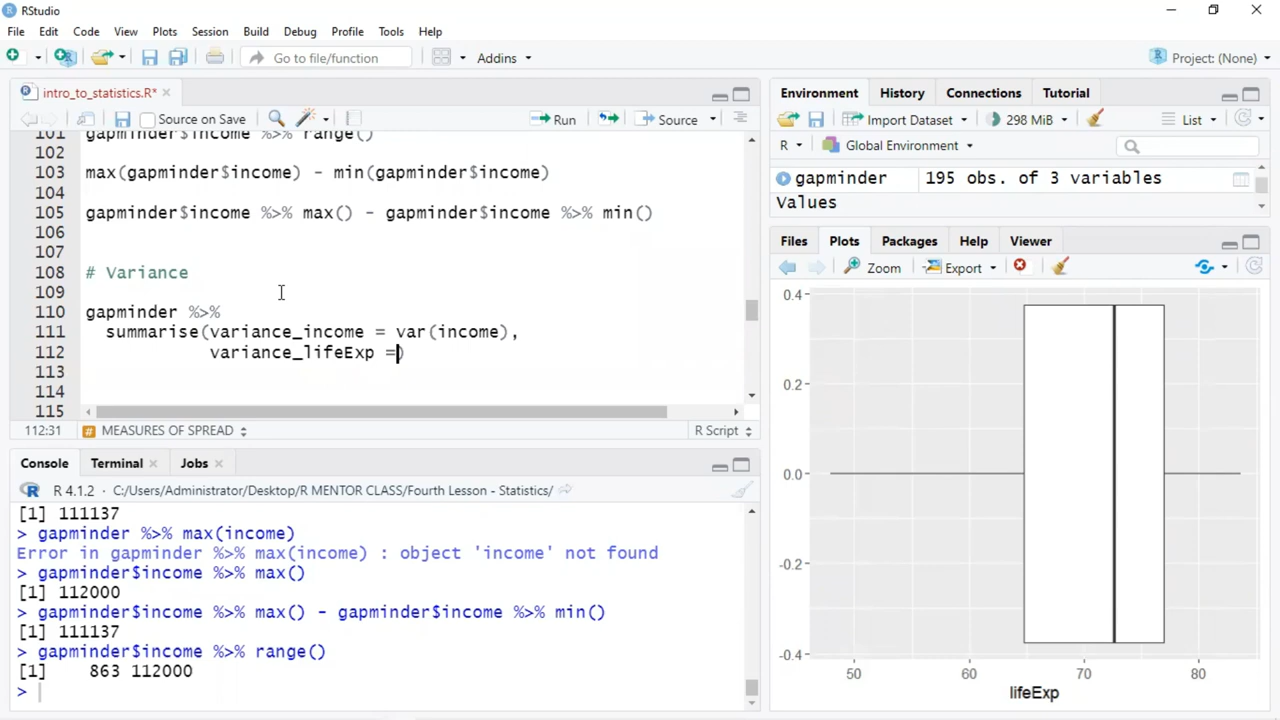 RStudio
File Edit Code View Plots Session Build Debug Profile Tools Help
Go to file/function Addins Project: (None)
intro_to_statistics.R*
Source on Save Run Source
101 gapminder$income %>% range()
102
103 max(gapminder$income) - min(gapminder$income)
104
105 gapminder$income %>% max() - gapminder$income %>% min()
106
107
108 # Variance
109
110 gapminder %>%
111 summarise(variance_income = var(income),
112 variance_lifeExp =)
113
114
115
112:31 MEASURES OF SPREAD R Script
Console Terminal Jobs
R 4.1.2 · C:/Users/Administrator/Desktop/R MENTOR CLASS/Fourth Lesson - Statistics/
[1] 111137
> gapminder %>% max(income)
Error in gapminder %>% max(income) : object 'income' not found
> gapminder$income %>% max()
[1] 112000
> gapminder$income %>% max() - gapminder$income %>% min()
[1] 111137
> gapminder$income %>% range()
[1] 863 112000
>
Environment History Connections Tutorial
Import Dataset 298 MiB List
R Global Environment
gapminder 195 obs. of 3 variables
Values
Files Plots Packages Help Viewer
Zoom Export
0.4
0.2
0.0
-0.2
-0.4
50 60 70 80
lifeExp